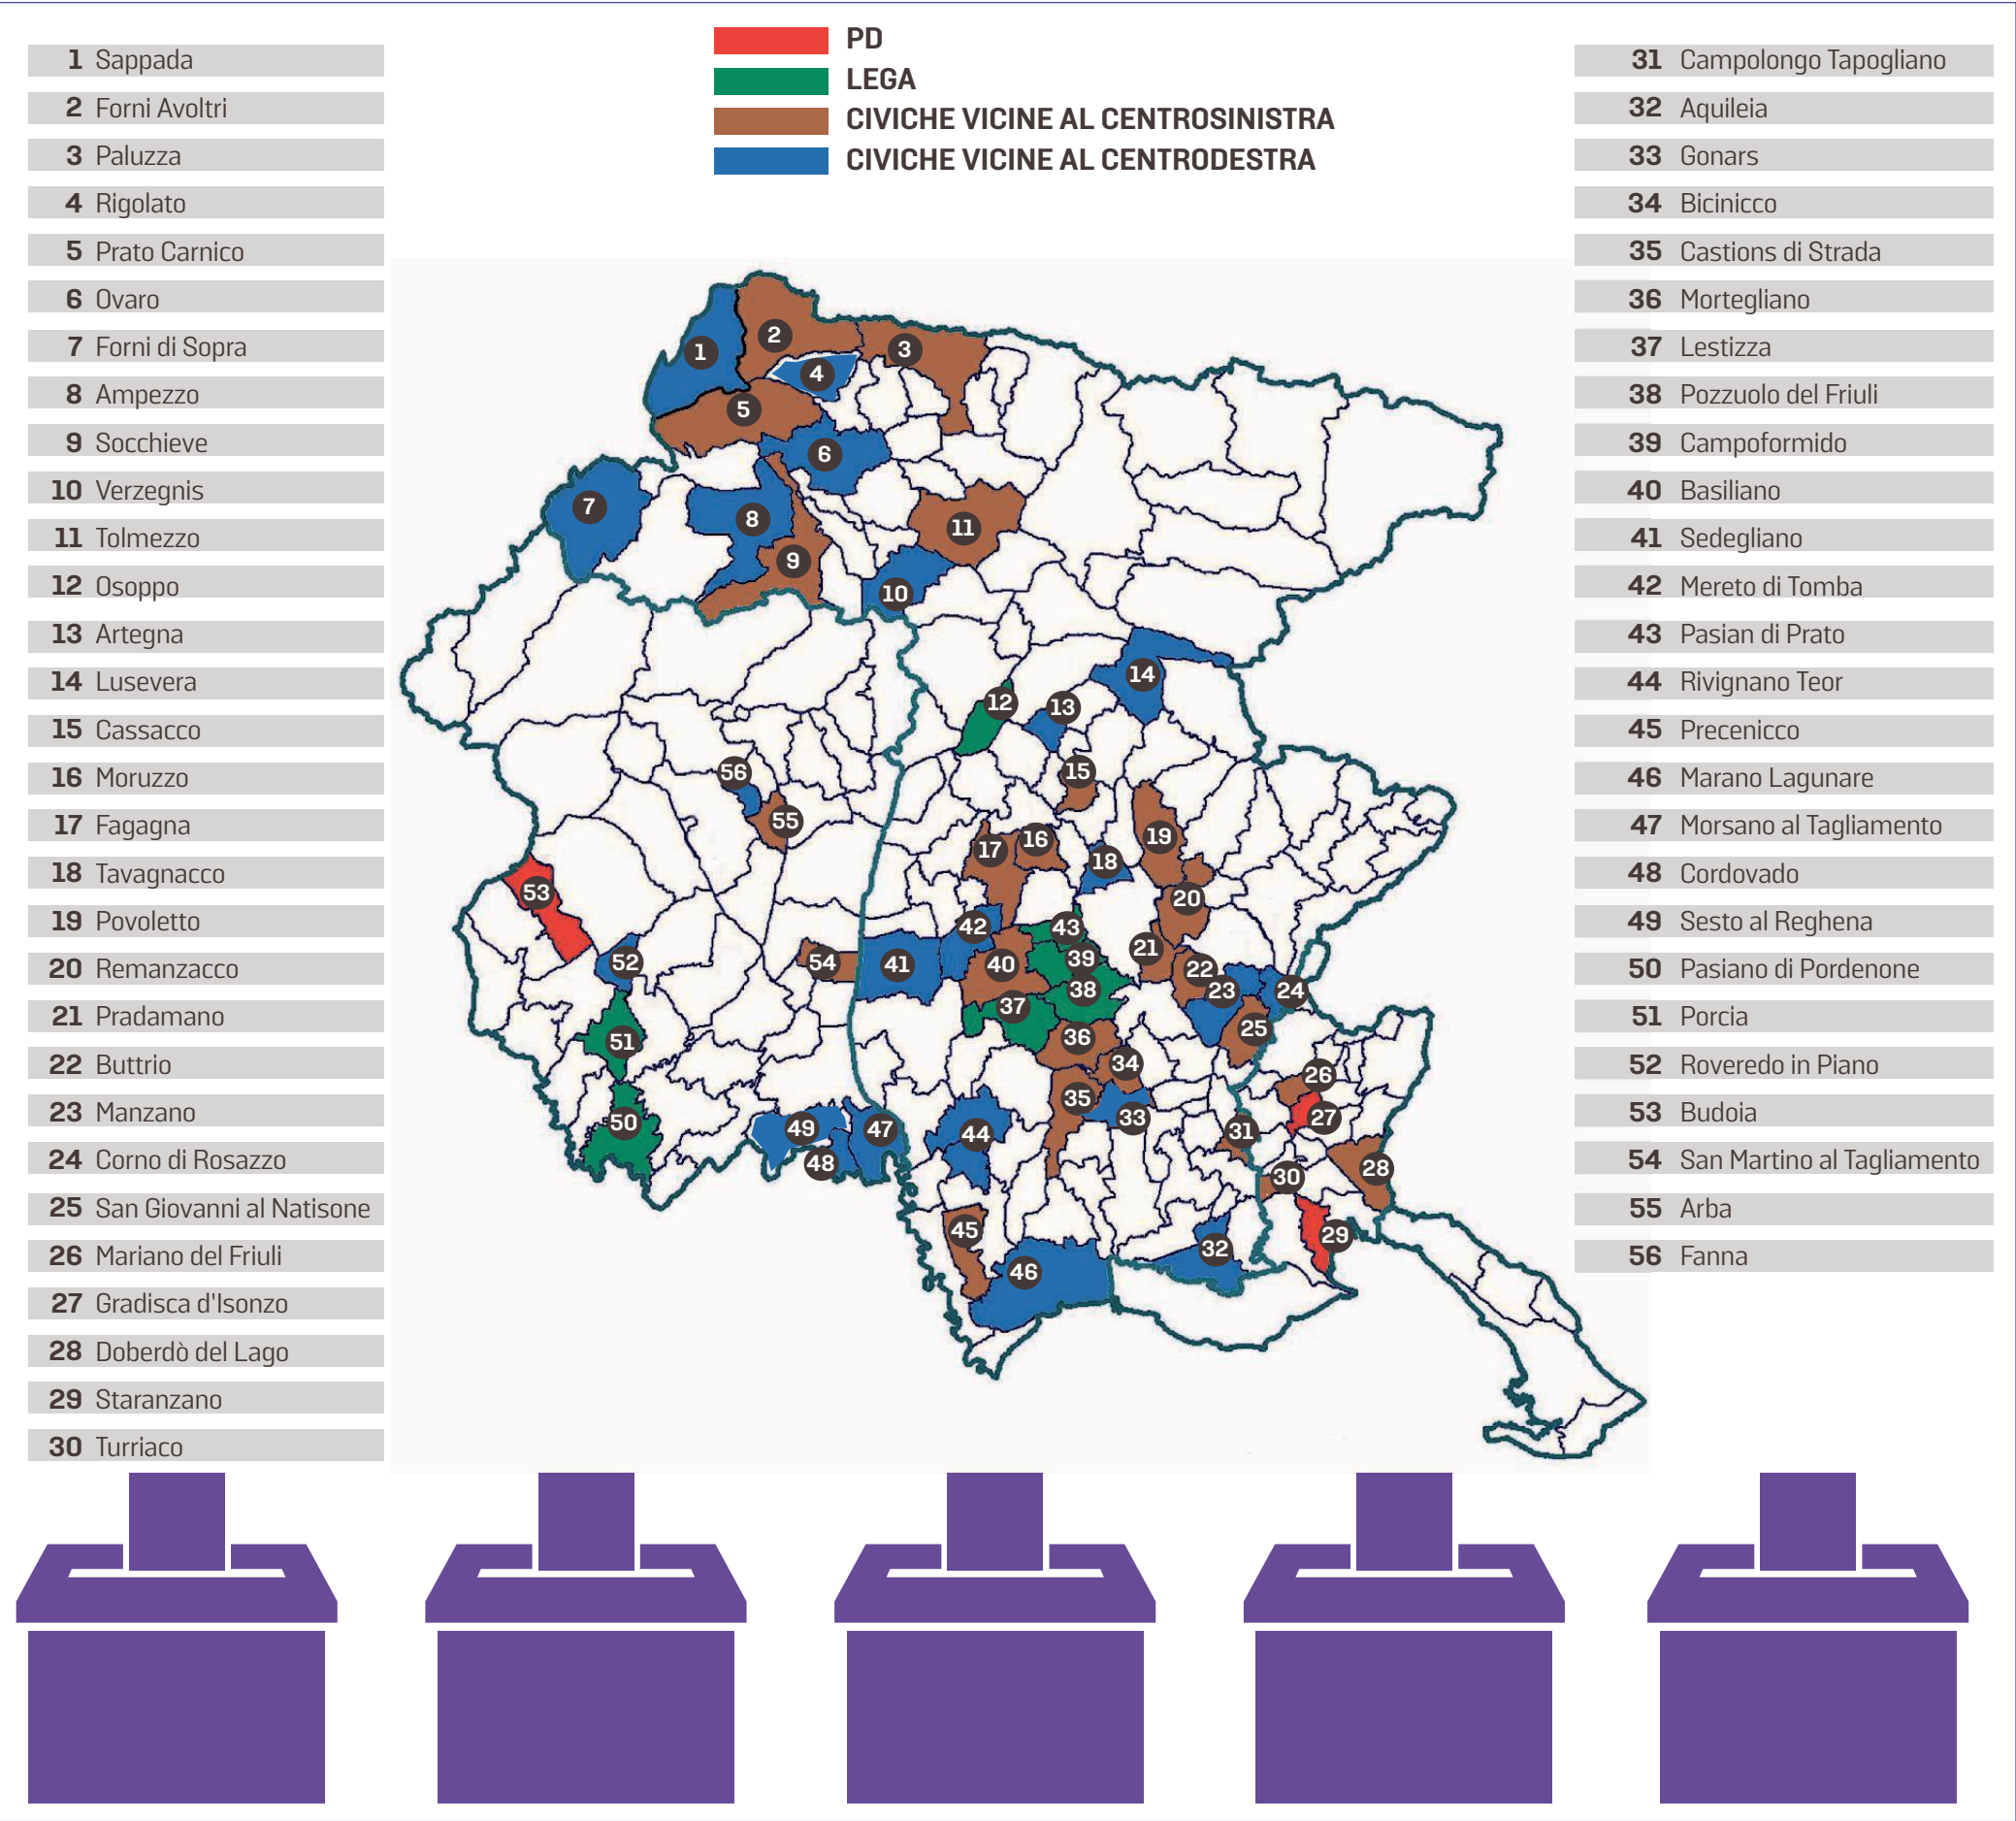 1 Sappada
2 Forni Avoltri
3 Paluzza
4 Rigolato
5 Prato Carnico
6 Ovaro
7 Forni di Sopra
8 Ampezzo
9 Socchieve
10 Verzegnis
11 Tolmezzo
12 Osoppo
13 Artegna
14 Lusevera
15 Cassacco
16 Moruzzo
17 Fagagna
18 Tavagnacco
19 Povoletto
20 Remanzacco
21 Pradamano
22 Buttrio
23 Manzano
24 Corno di Rosazzo
25 San Giovanni al Natisone
26 Mariano del Friuli
27 Gradisca d'Isonzo
28 Doberdò del Lago
29 Staranzano
30 Turriaco
PD
LEGA
CIVICHE VICINE AL CENTROSINISTRA
CIVICHE VICINE AL CENTRODESTRA
1
2
3
4
5
6
7
8
9
10
11
12
13
14
15
56
55
16
17
18
19
53
20
42
43
21
52
54
41
40
39
22
23
24
38
37
51
25
36
34
26
35
33
27
50
49
47
44
31
48
28
30
45
29
32
46
31 Campolongo Tapogliano
32 Aquileia
33 Gonars
34 Bicinicco
35 Castions di Strada
36 Mortegliano
37 Lestizza
38 Pozzuolo del Friuli
39 Campoformido
40 Basiliano
41 Sedegliano
42 Mereto di Tomba
43 Pasian di Prato
44 Rivignano Teor
45 Precenicco
46 Marano Lagunare
47 Morsano al Tagliamento
48 Cordovado
49 Sesto al Reghena
50 Pasiano di Pordenone
51 Porcia
52 Roveredo in Piano
53 Budoia
54 San Martino al Tagliamento
55 Arba
56 Fanna